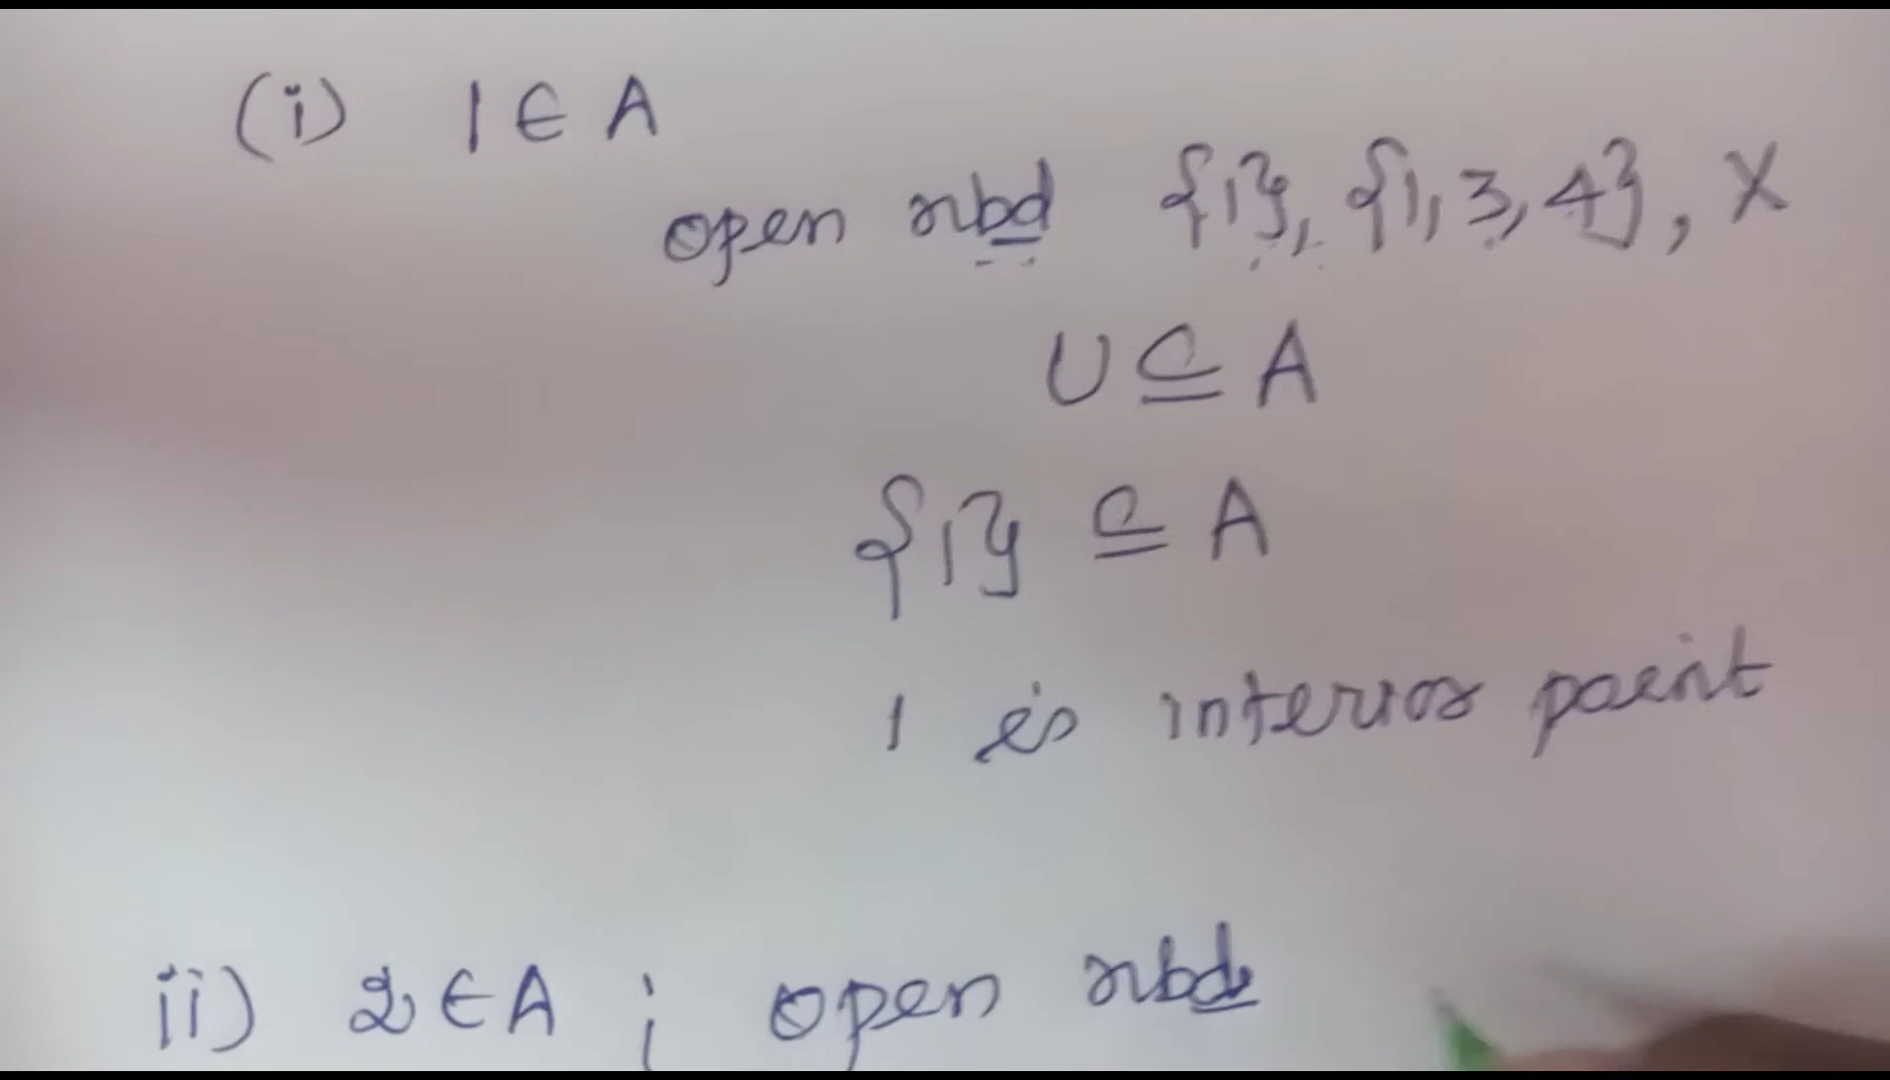 (i) 1 ∈ A
open nbd {1}, {1, 3, 4}, X
U ⊆ A
{1} ⊆ A
1 is interior point
ii) 2 ∈ A ; open nbd